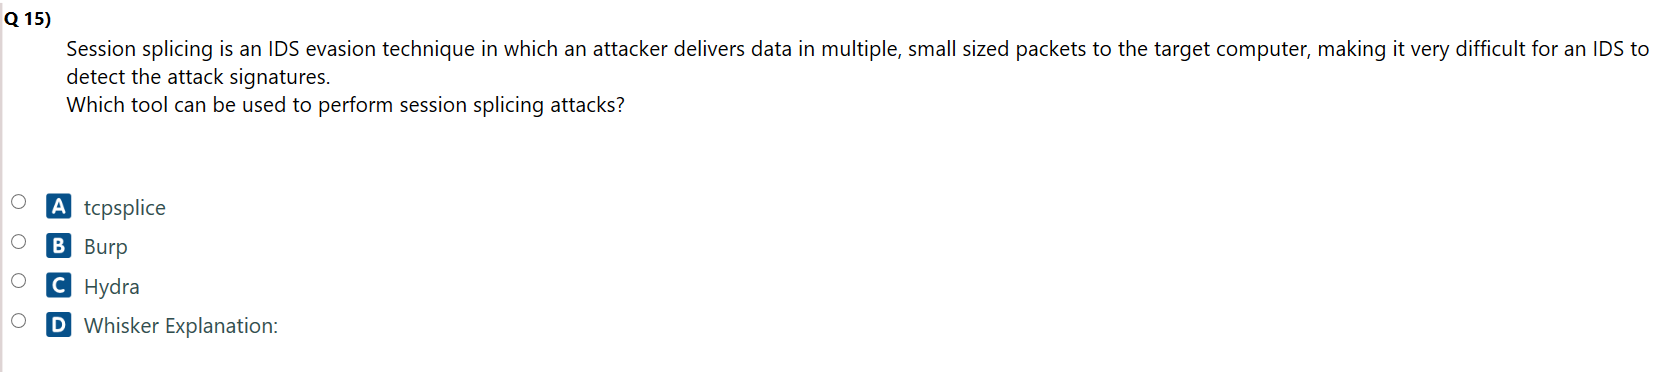 Q 15)
Session splicing is an IDS evasion technique in which an attacker delivers data in multiple, small sized packets to the target computer, making it very difficult for an IDS to
detect the attack signatures.
Which tool can be used to perform session splicing attacks?
A tcpsplice
B Burp
C Hydra
D Whisker Explanation: